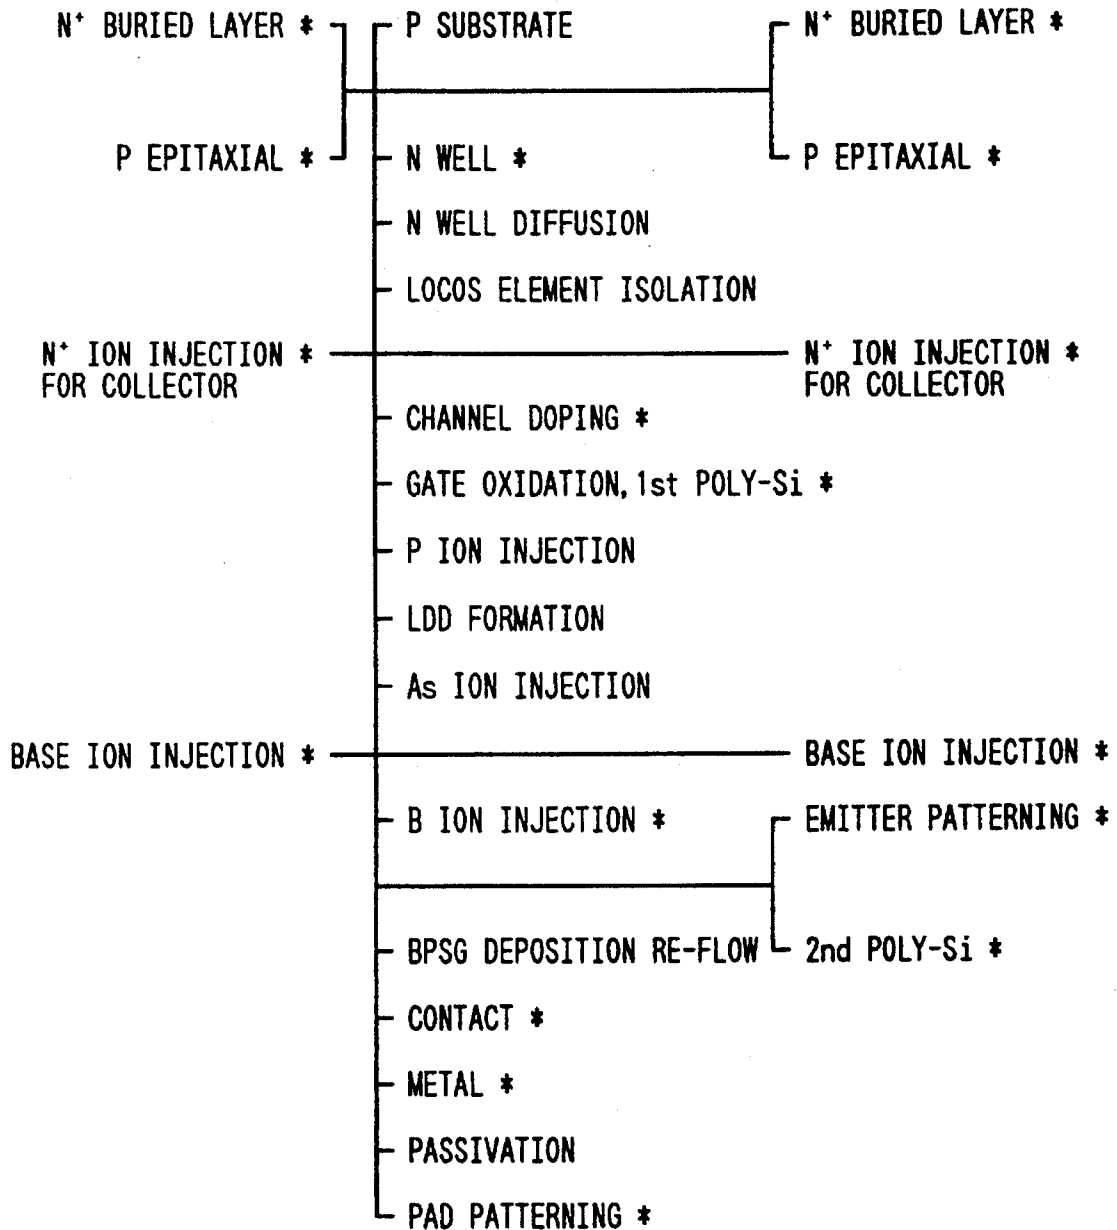 N⁺ BURIED LAYER *
P SUBSTRATE
N⁺ BURIED LAYER *
P EPITAXIAL *
N WELL *
P EPITAXIAL *
N WELL DIFFUSION
LOCOS ELEMENT ISOLATION
N⁺ ION INJECTION *
FOR COLLECTOR
N⁺ ION INJECTION *
FOR COLLECTOR
CHANNEL DOPING *
GATE OXIDATION, 1st POLY-Si *
P ION INJECTION
LDD FORMATION
As ION INJECTION
BASE ION INJECTION *
BASE ION INJECTION *
B ION INJECTION *
EMITTER PATTERNING *
BPSG DEPOSITION RE-FLOW
2nd POLY-Si *
CONTACT *
METAL *
PASSIVATION
PAD PATTERNING *